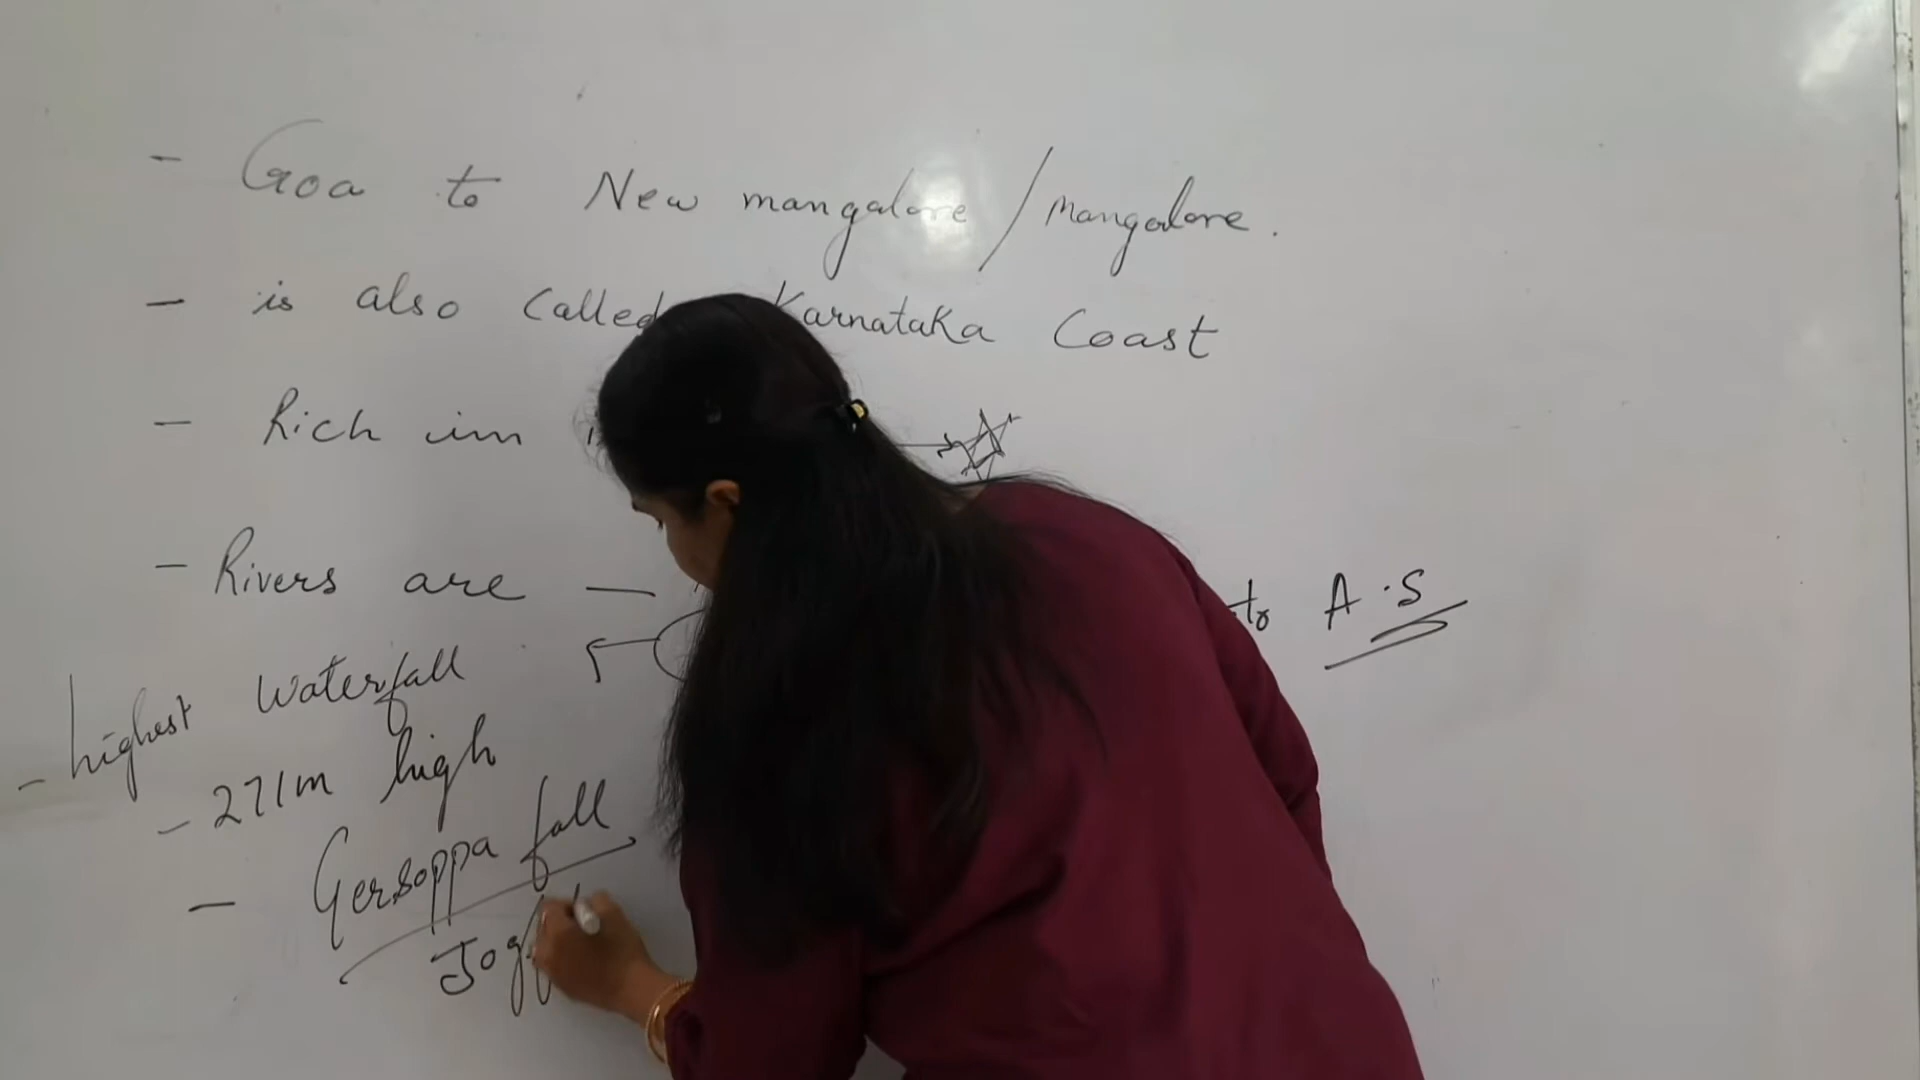 - Goa to New mangalore / Mangalore.
- is also Called Karnataka Coast
- Rich in
- Rivers are — to A.S
- highest waterfall
- 271m high
- Gersoppa fall
Jog